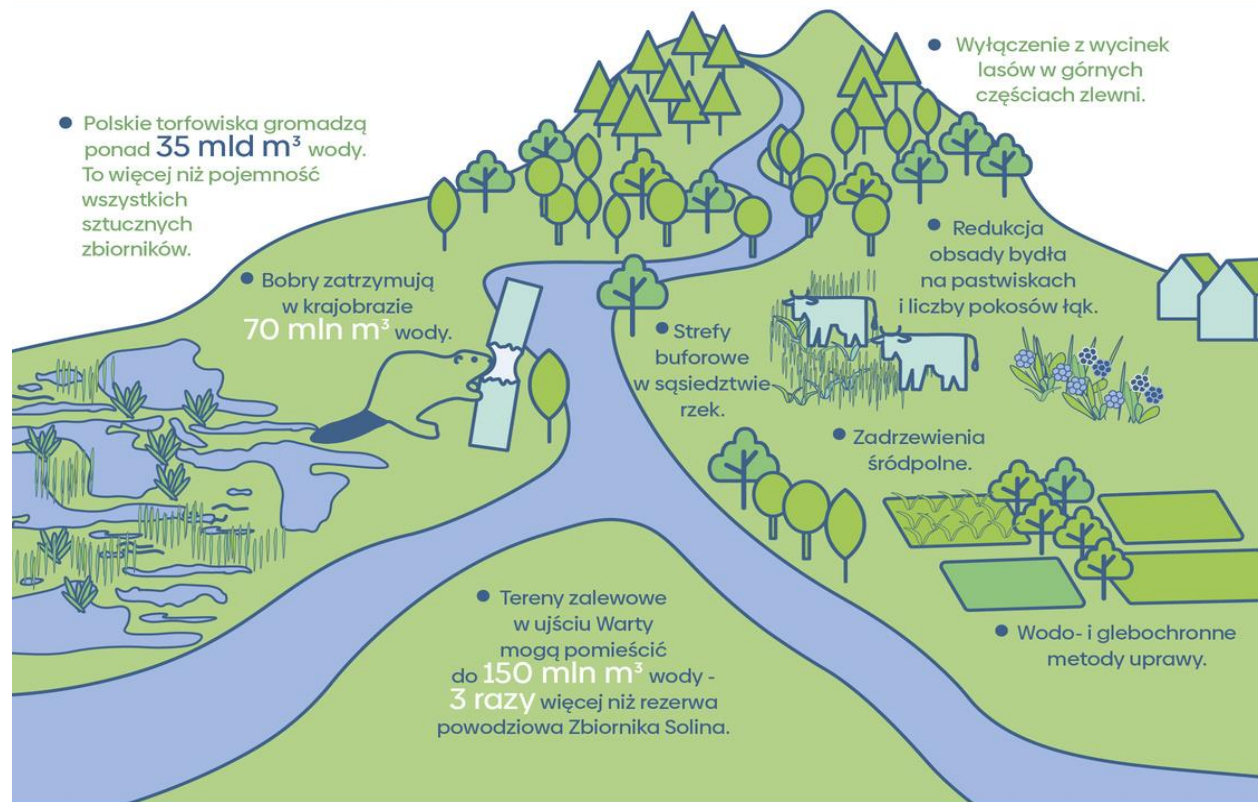 Wyłączenie z wycinek
lasów w górnych
częściach zlewni.
Polskie torfowiska gromadzą
ponad 35 mld m³ wody.
To więcej niż pojemność
wszystkich
sztucznych
zbiorników.
Bobry zatrzymują
w krajobrazie
70 mln m³ wody.
Redukcja
obsady bydła
na pastwiskach
i liczby pokosów łąk.
Strefy
buforowe
w sąsiedztwie
rzek.
Zadrzewienia
śródpolne.
Tereny zalewowe
w ujściu Warty
mogą pomieścić
do 150 mln m³ wody -
3 razy więcej niż rezerwa
powodziowa Zbiornika Solina.
Wodo- i glebochronne
metody uprawy.